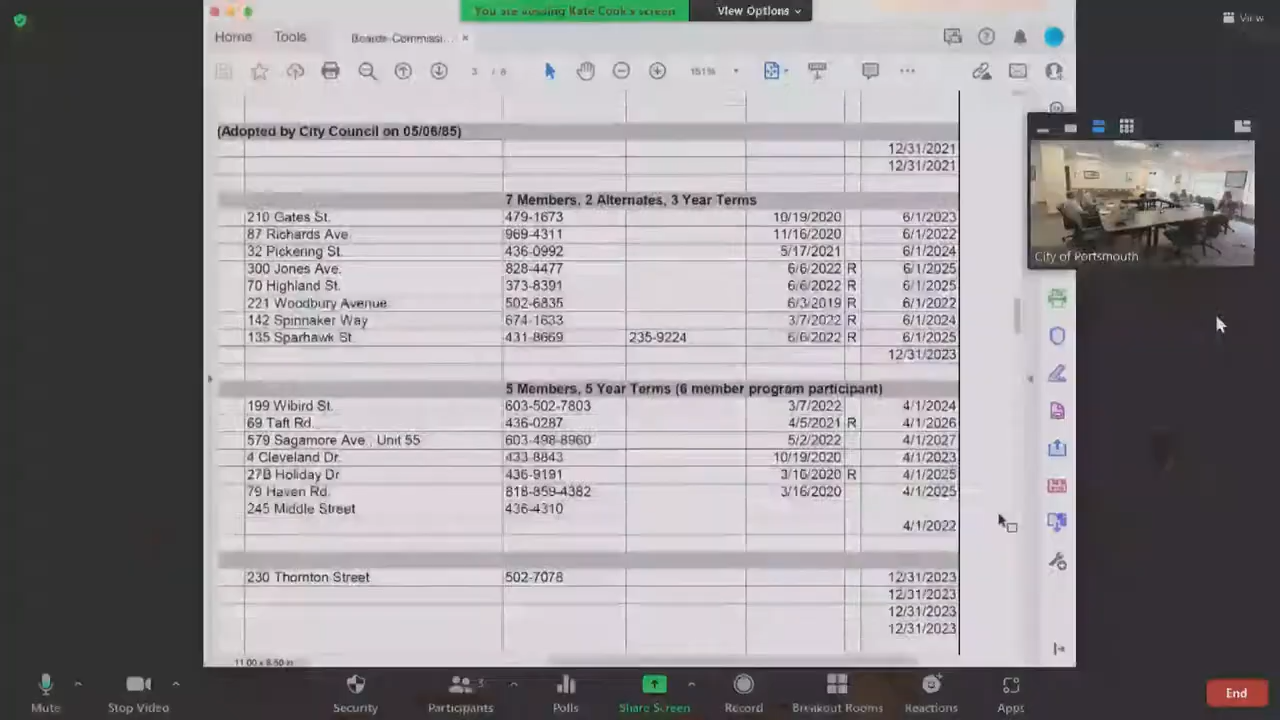 You are viewing Kate Cook's screen
View Options
View
Home Tools Boards-Commissi... ×
3 / 8 151%
(Adopted by City Council on 05/06/85)
12/31/2021
12/31/2021
7 Members, 2 Alternates, 3 Year Terms
210 Gates St. 479-1673 10/19/2020 6/1/2023
87 Richards Ave 969-4311 11/16/2020 6/1/2022
32 Pickering St. 436-0992 5/17/2021 6/1/2024
300 Jones Ave. 828-4477 6/6/2022 R 6/1/2025
70 Highland St. 373-8391 6/6/2022 R 6/1/2025
221 Woodbury Avenue 502-6835 6/3/2019 R 6/1/2022
142 Spinnaker Way 674-1633 3/7/2022 R 6/1/2024
135 Sparhawk St 431-8669 235-9224 6/6/2022 R 6/1/2025
12/31/2023
5 Members, 5 Year Terms (6 member program participant)
199 Wibird St. 603-502-7803 3/7/2022 4/1/2024
69 Taft Rd. 436-0287 4/5/2021 R 4/1/2026
579 Sagamore Ave., Unit 55 603-498-8960 5/2/2022 4/1/2027
4 Cleveland Dr. 433-8843 10/19/2020 4/1/2023
27B Holiday Dr 436-9191 3/16/2020 R 4/1/2025
79 Haven Rd. 818-859-4382 3/16/2020 4/1/2025
245 Middle Street 436-4310
4/1/2022
230 Thornton Street 502-7078 12/31/2023
12/31/2023
12/31/2023
12/31/2023
11.00 x 8.50 in
City of Portsmouth
Mute Stop Video Security Participants 3 Polls Share Screen Record Breakout Rooms Reactions Apps End